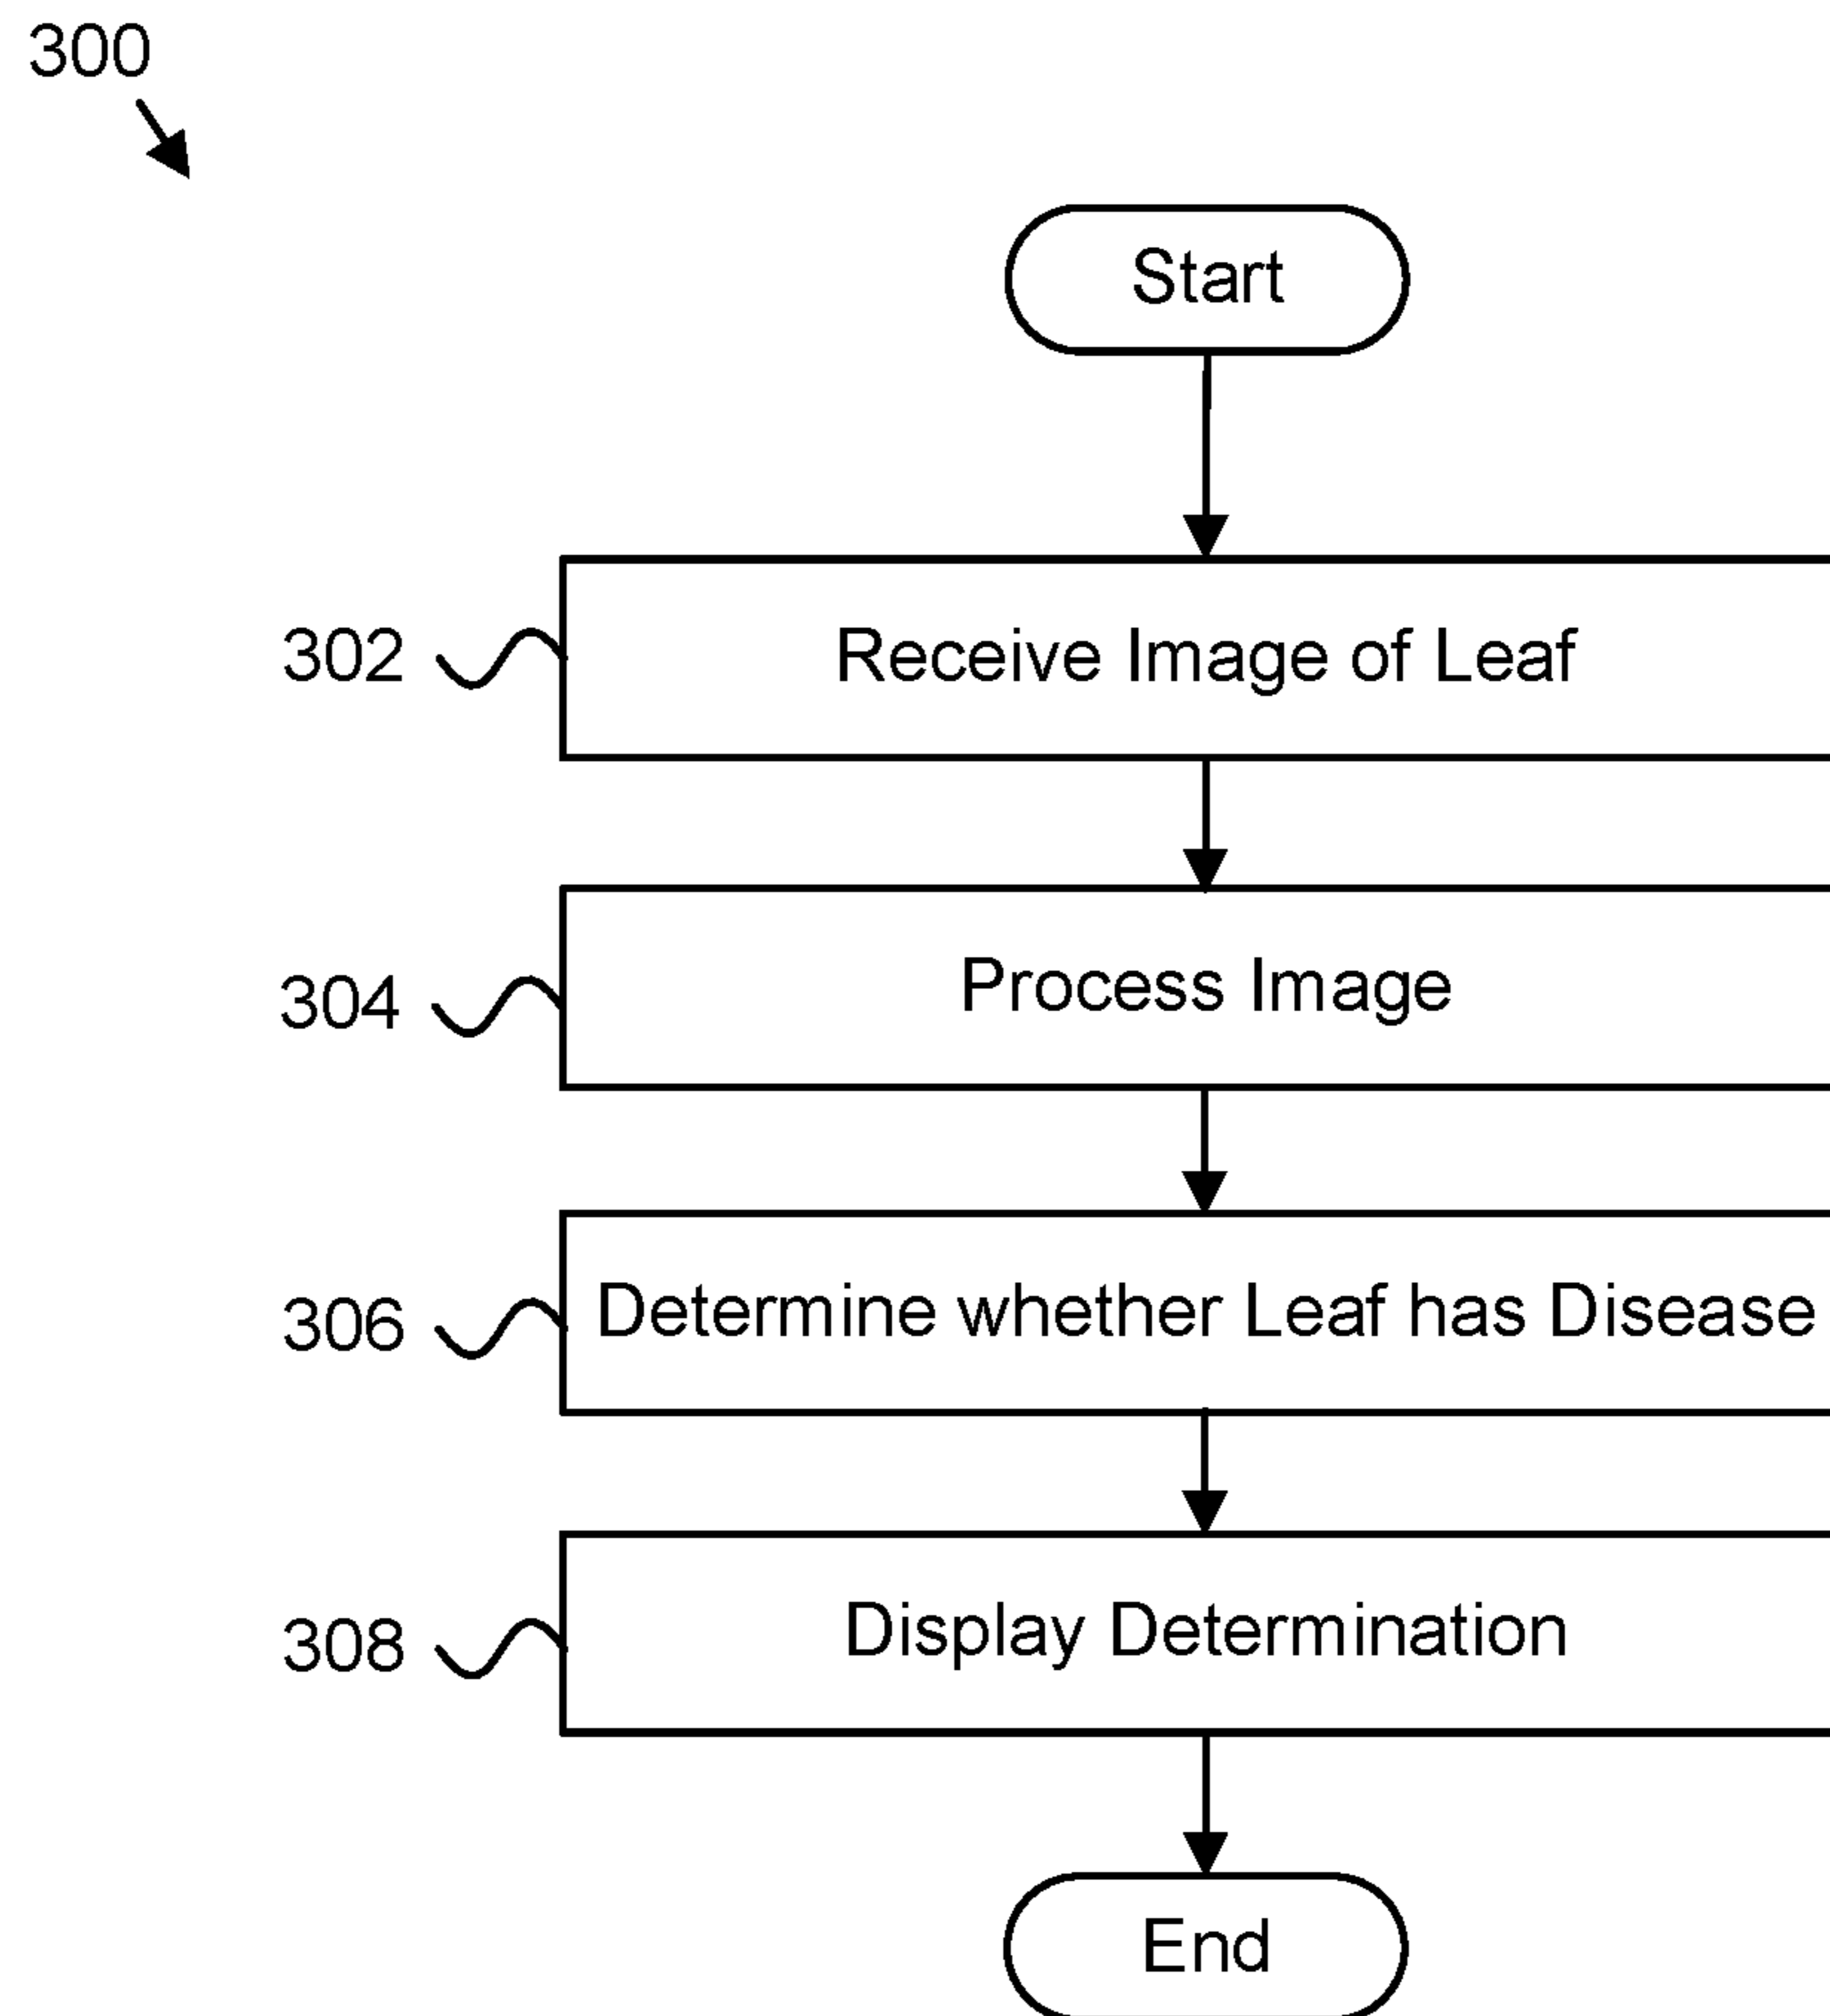 300
Start
302
Receive Image of Leaf
304
Process Image
306
Determine whether Leaf has Disease
308
Display Determination
End